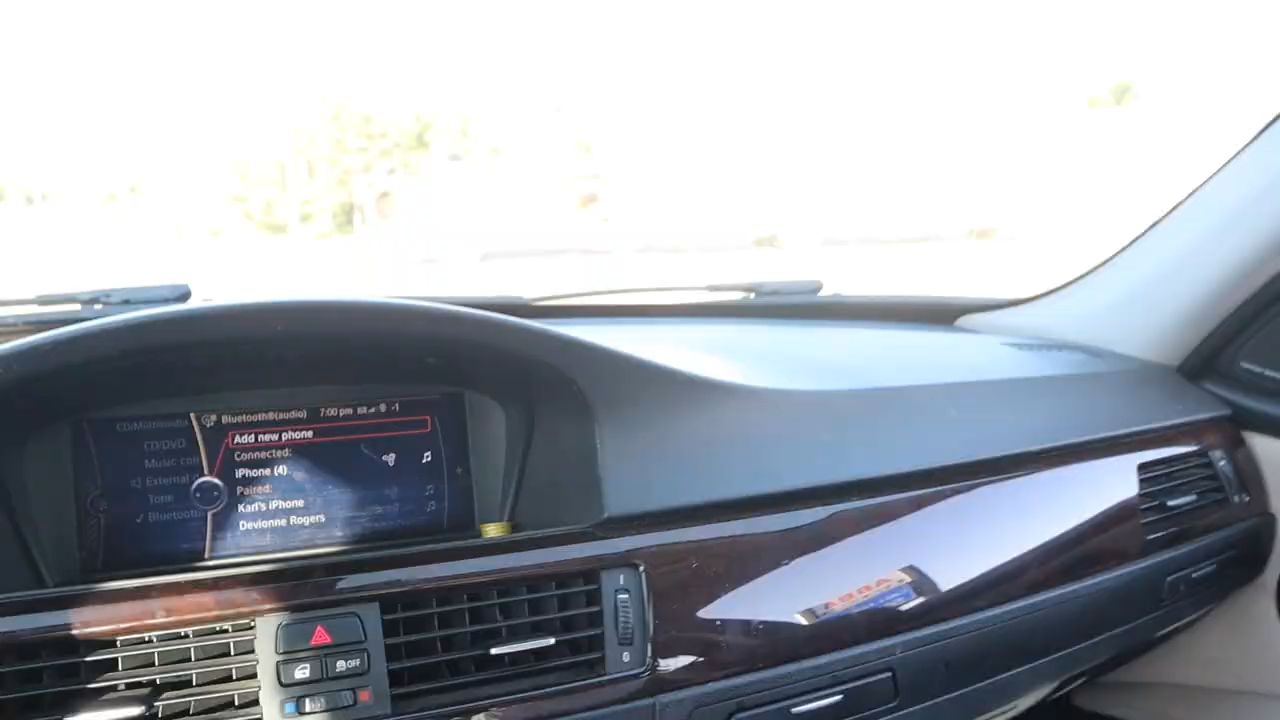 CD/Multimedia
Bluetooth®(audio) 7:00 pm
Add new phone
CD/DVD
Connected:
Music coll
iPhone (4)
External d
Paired:
Tone
Karl's iPhone
Bluetooth
Devionne Rogers
OFF